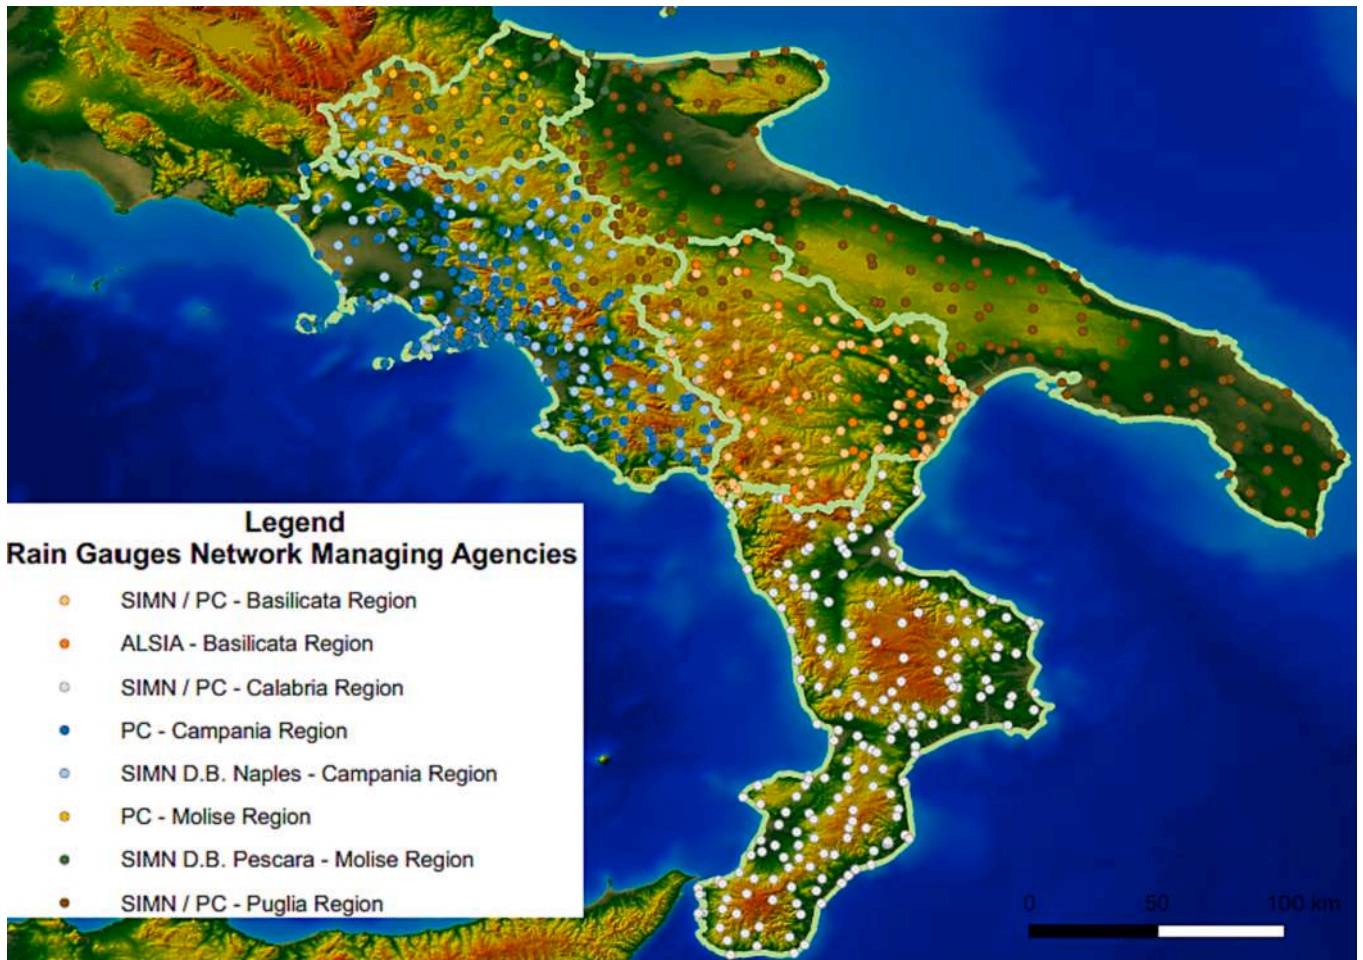 Legend
Rain Gauges Network Managing Agencies
SIMN / PC - Basilicata Region
ALSIA - Basilicata Region
SIMN / PC - Calabria Region
PC - Campania Region
SIMN D.B. Naples - Campania Region
PC - Molise Region
SIMN D.B. Pescara - Molise Region
SIMN / PC - Puglia Region
0 50 100 km